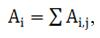 Aᵢ = ∑ Aᵢ,ⱼ,